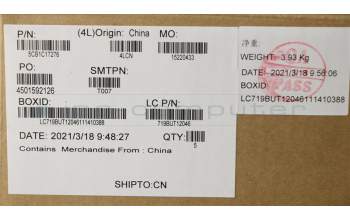 P/N: (4L)Origin: China MO:
5CB1C17276 4LCN 15220433
PO: SMTPN:
4501592126 T007
BOXID: LC P/N:
LC719BUT12046111410388 719BUT12046
DATE: 2021/3/18 9:48:27 QTY:
5
Contains Merchandise From : China
SHIPTO:CN
净重:
WEIGHT: 3.93 Kg
DATE: 2021/3/18 9:56:06
BOXID:
LC719BUT12046111410388
PASS